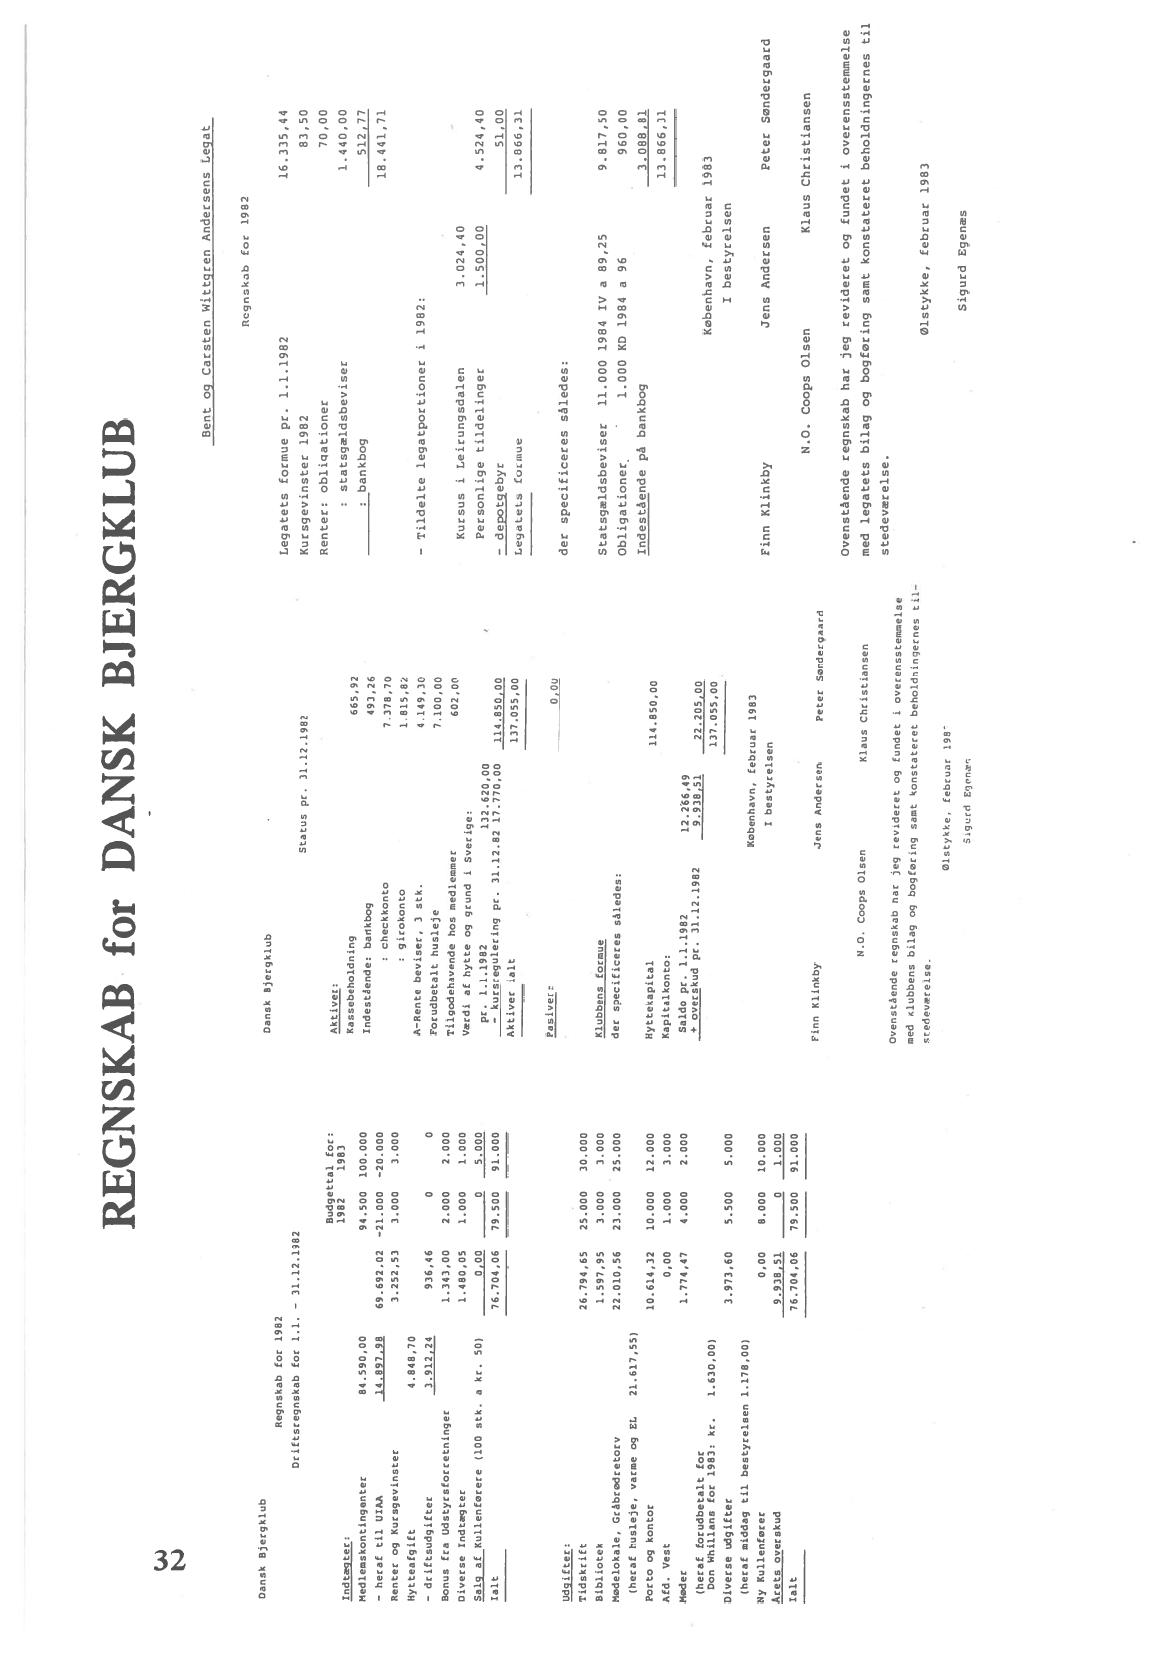 32
REGNSKAB for DANSK BJERGKLUB
Dansk Bjergklub
Regnskab for 1982
Driftsregnskab for 1.1. - 31.12.1982
Budgettal for:
1982 1983
Indtægter:
Medlemskontingenter 84.590,00 94.500 100.000
- heraf til UIAA 14.897,98 69.692,02 -21.000 -20.000
Renter og Kursgevinster 3.252,53 3.000 3.000
Hytteafgift 4.848,70
- driftsudgifter 3.912,24 936,46 0 0
Bonus fra Udstyrsforretninger 1.343,00 2.000 2.000
Diverse Indtægter 1.480,05 1.000 1.000
Salg af Kullenførere (100 stk. a kr. 50) 0,00 0 5.000
Ialt 76.704,06 79.500 91.000
Udgifter:
Tidskrift 26.794,65 25.000 30.000
Bibliotek 1.597,95 3.000 3.000
Mødelokale, Gråbrødretorv 22.010,56 23.000 25.000
(heraf husleje, varme og EL 21.617,55)
Porto og kontor 10.614,32 10.000 12.000
Afd. Vest 0,00 1.000 3.000
Møder 1.774,47 4.000 2.000
(heraf forudbetalt for
Don Whillans for 1983: kr. 1.630,00)
Diverse udgifter 3.973,60 5.500 5.000
(heraf middag til bestyrelsen 1.178,00)
Ny Kullenfører 0,00 8.000 10.000
Årets overskud 9.938,51 0 1.000
Ialt 76.704,06 79.500 91.000
Dansk Bjergklub
Status pr. 31.12.1982
Aktiver:
Kassebeholdning 665,92
Indestående: bankbog 493,26
: checkkonto 7.378,70
: girokonto 1.815,82
A-Rente beviser, 3 stk. 4.149,30
Forudbetalt husleje 7.100,00
Tilgodehavende hos medlemmer 602,00
Værdi af hytte og grund i Sverige:
pr. 1.1.1982 132.620,00
- kursregulering pr. 31.12.82 17.770,00 114.850,00
Aktiver ialt 137.055,00
Pasiver: 0,00
Klubbens formue
der specificeres således:
Hyttekapital 114.850,00
Kapitalkonto:
Saldo pr. 1.1.1982 12.266,49
+ overskud pr. 31.12.1982 9.938,51 22.205,00
137.055,00
København, februar 1983
I bestyrelsen
Finn Klinkby Jens Andersen Peter Søndergaard
N.O. Coops Olsen Klaus Christiansen
Ovenstående regnskab har jeg revideret og fundet i overensstemmelse
med klubbens bilag og bogføring samt konstateret beholdningernes til-
stedeværelse.
Ølstykke, februar 198
Sigurd Egenæs
Bent og Carsten Wittgren Andersens Legat
Regnskab for 1982
Legatets formue pr. 1.1.1982 16.335,44
Kursgevinster 1982 83,50
Renter: obligationer 70,00
: statsgældsbeviser 1.440,00
: bankbog 512,77
18.441,71
- Tildelte legatportioner i 1982:
Kursus i Leirungsdalen 3.024,40
Personlige tildelinger 1.500,00 4.524,40
- depotgebyr 51,00
Legatets formue 13.866,31
der specificeres således:
Statsgældsbeviser 11.000 1984 IV a 89,25 9.817,50
Obligationer 1.000 KD 1984 a 96 960,00
Indestående på bankbog 3.088,81
13.866,31
København, februar 1983
I bestyrelsen
Finn Klinkby Jens Andersen Peter Søndergaard
N.O. Coops Olsen Klaus Christiansen
Ovenstående regnskab har jeg revideret og fundet i overensstemmelse
med legatets bilag og bogføring samt konstateret beholdningernes til
stedeværelse.
Ølstykke, februar 1983
Sigurd Egenæs